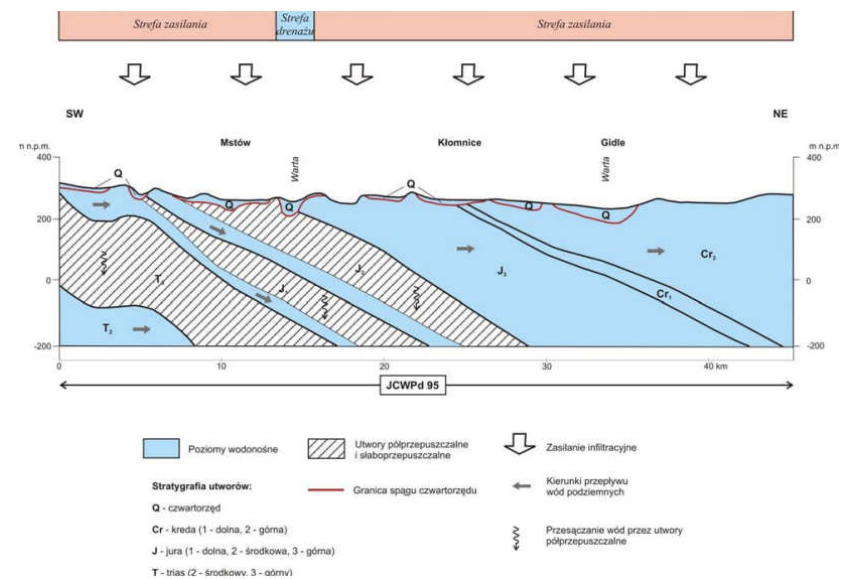 Strefa zasilania
Strefa
drenażu
Strefa zasilania
SW
NE
m n.p.m.
Mstów
Warta
Kłomnice
Gidle
Warta
m n.p.m.
400
Q
Q
400
200
Q
Q
Q
Q
200
0
T₃
J₁
J₂
J₃
Cr₁
Cr₂
0
-200
T₂
-200
0
10
20
30
40 km
JCWPd 95
Poziomy wodonośne
Utwory półprzepuszczalne
i słaboprzepuszczalne
Zasilanie infiltracyjne
Stratygrafia utworów:
Granica spągu czwartorzędu
Kierunki przepływu
wód podziemnych
Q - czwartorzęd
Cr - kreda (1 - dolna, 2 - górna)
Przesączanie wód przez utwory
półprzepuszczalne
J - jura (1 - dolna, 2 - środkowa, 3 - górna)
T - trias (2 - środkowy, 3 - górny)